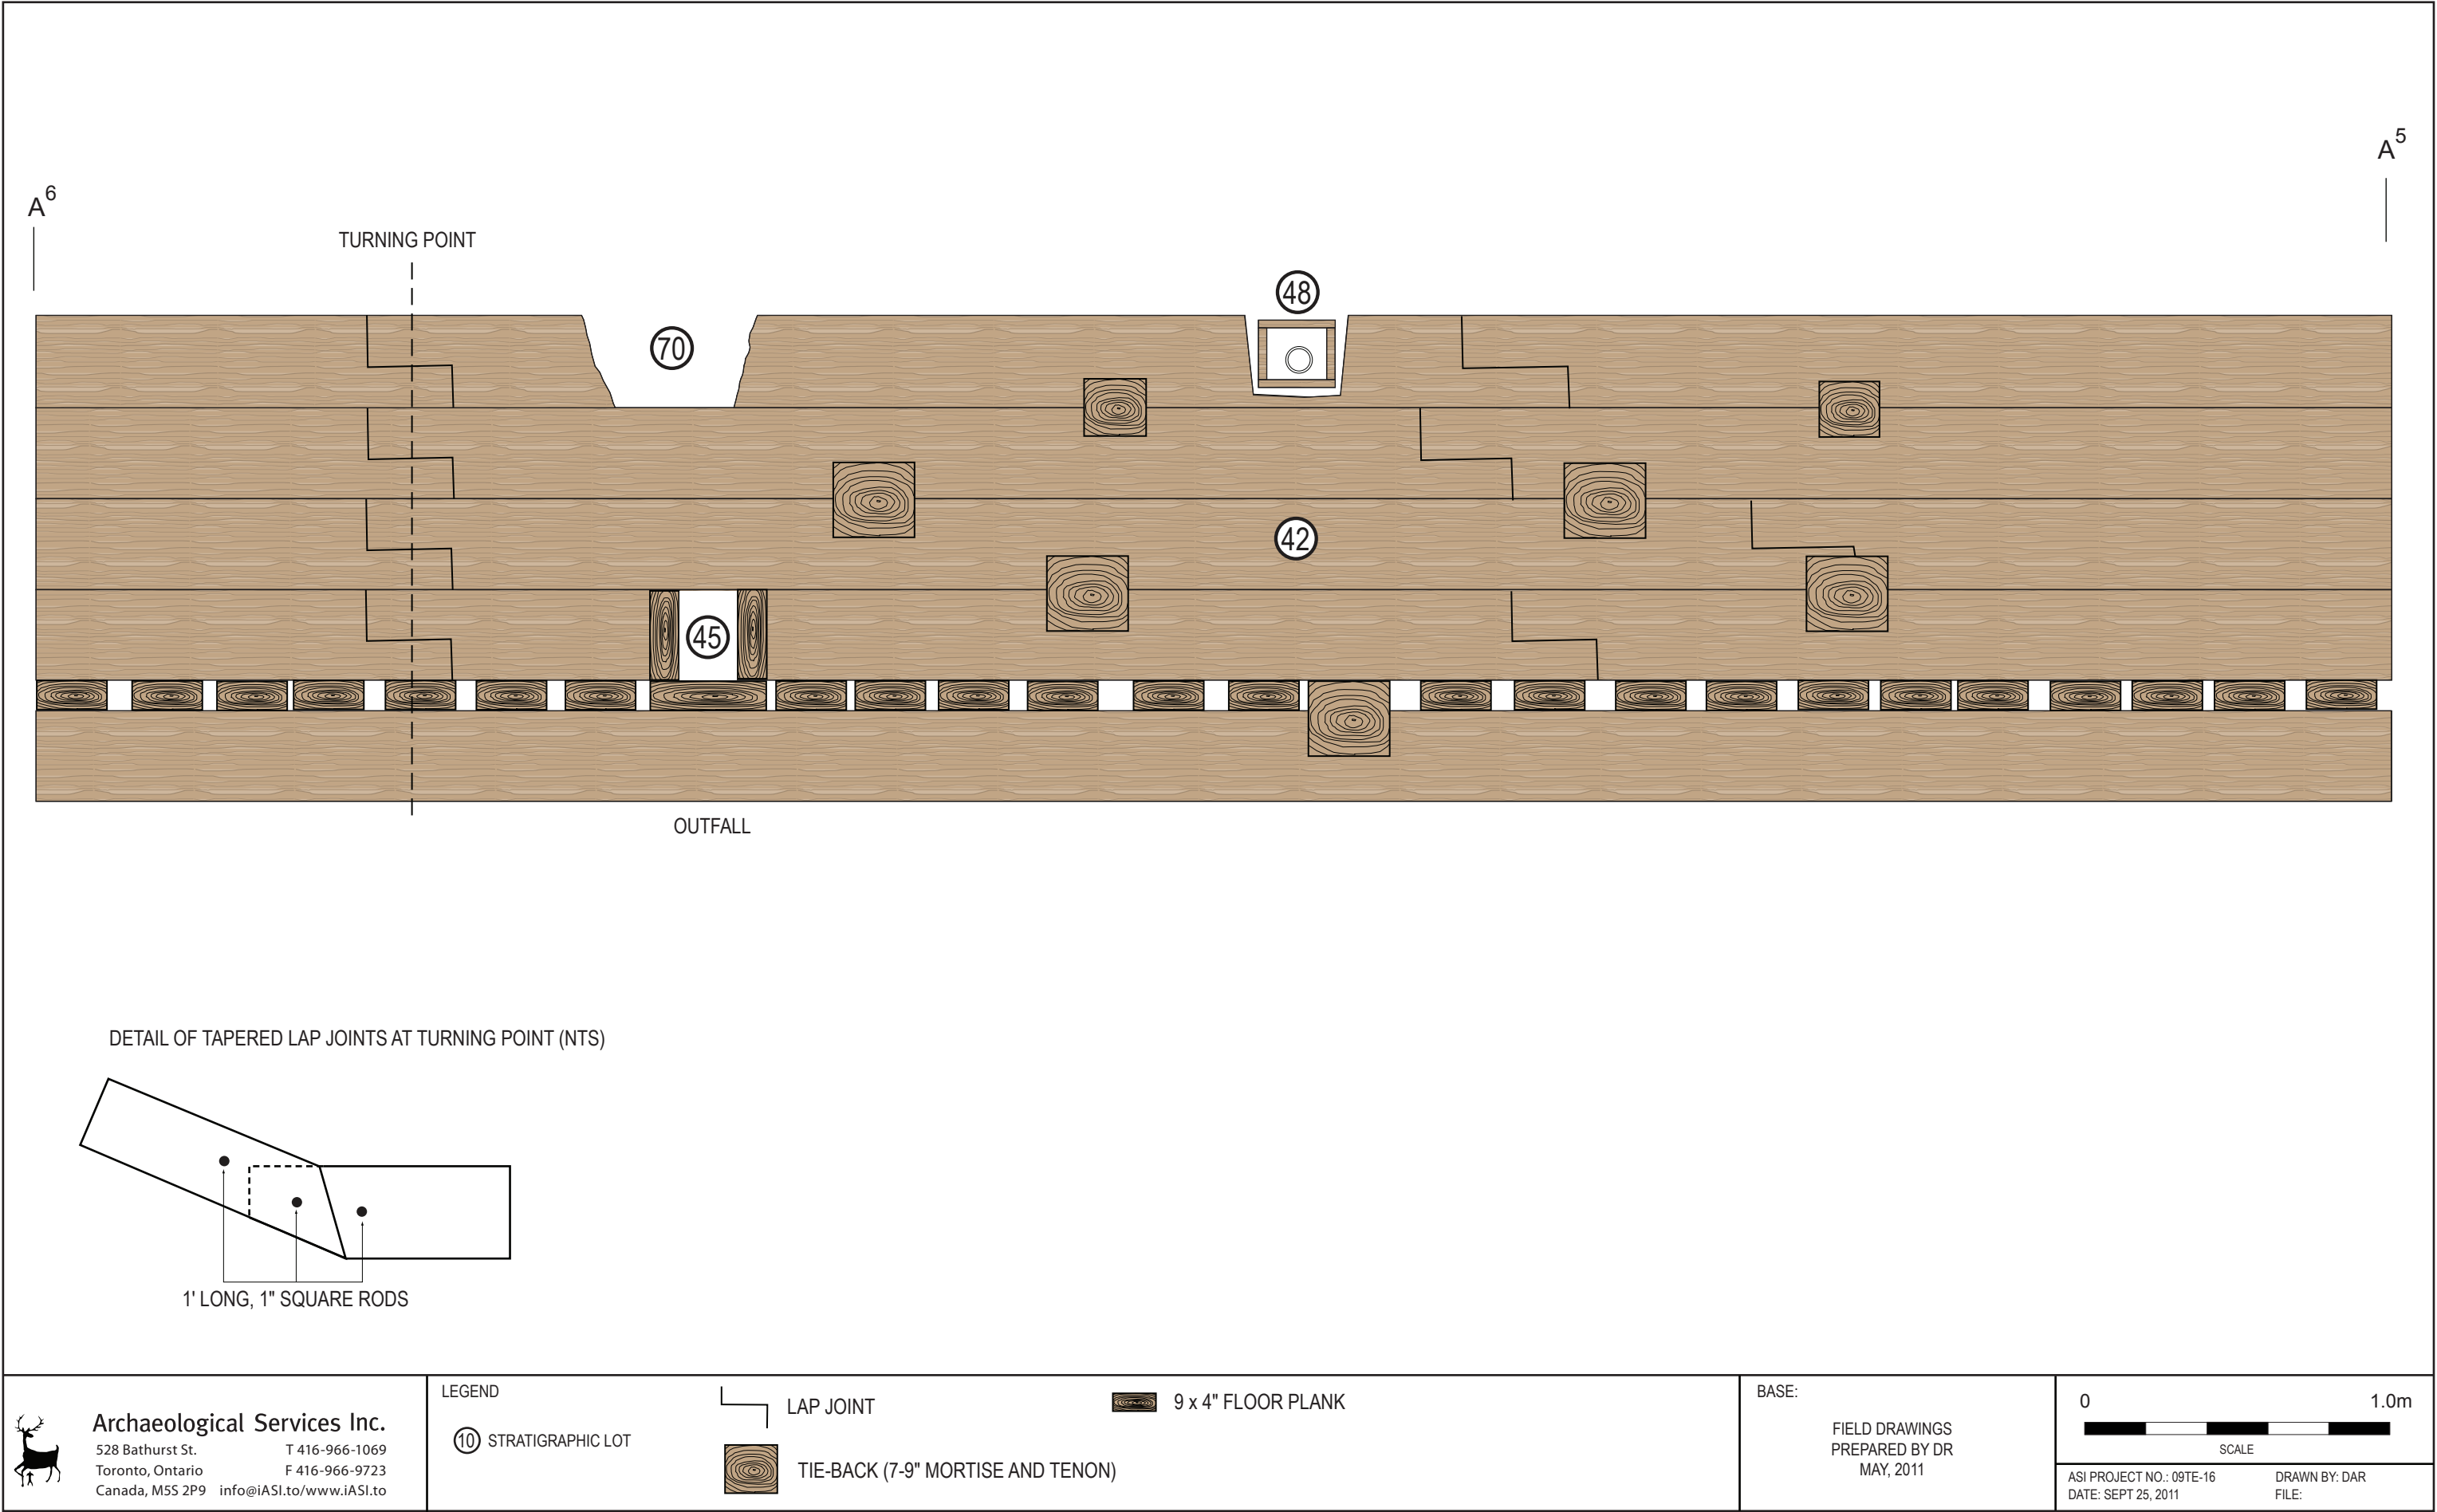 A5
A6
TURNING POINT
48
70
42
45
OUTFALL
DETAIL OF TAPERED LAP JOINTS AT TURNING POINT (NTS)
1' LONG, 1" SQUARE RODS
Archaeological Services Inc.
528 Bathurst St. T 416-966-1069
Toronto, Ontario F 416-966-9723
Canada, M5S 2P9 info@iASI.to/www.iASI.to
LEGEND
10 STRATIGRAPHIC LOT
LAP JOINT
TIE-BACK (7-9" MORTISE AND TENON)
9 x 4" FLOOR PLANK
BASE:
FIELD DRAWINGS
PREPARED BY DR
MAY, 2011
0 1.0m
SCALE
ASI PROJECT NO.: 09TE-16 DRAWN BY: DAR
DATE: SEPT 25, 2011 FILE: